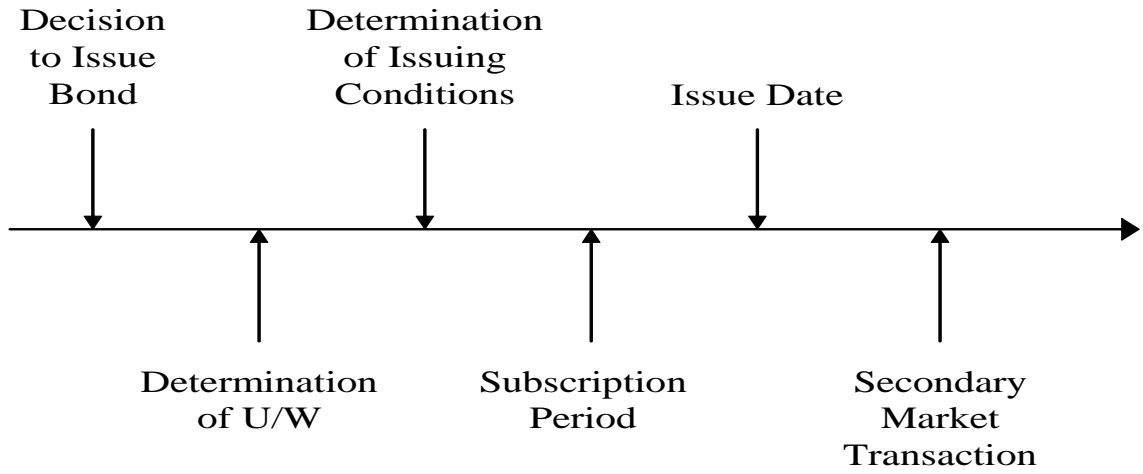 Decision
to Issue
Bond
Determination
of Issuing
Conditions
Issue Date
Determination
of U/W
Subscription
Period
Secondary
Market
Transaction